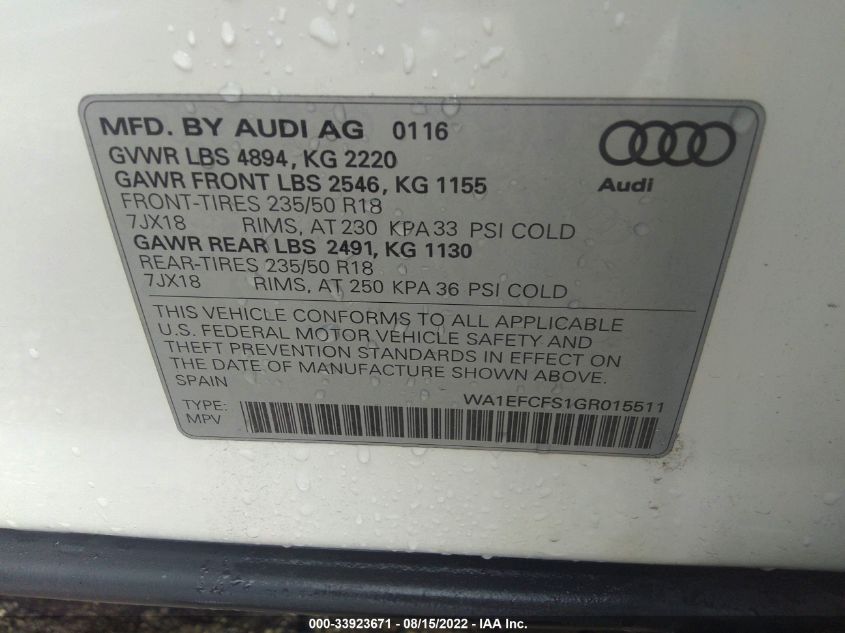 MFD. BY AUDI AG 0116
GVWR LBS 4894, KG 2220
GAWR FRONT LBS 2546, KG 1155
FRONT-TIRES 235/50 R18
7JX18 RIMS, AT 230 KPA 33 PSI COLD
GAWR REAR LBS 2491, KG 1130
REAR-TIRES 235/50 R18
7JX18 RIMS, AT 250 KPA 36 PSI COLD
Audi
THIS VEHICLE CONFORMS TO ALL APPLICABLE
U.S. FEDERAL MOTOR VEHICLE SAFETY AND
THEFT PREVENTION STANDARDS IN EFFECT ON
THE DATE OF MANUFACTURE SHOWN ABOVE.
SPAIN
WA1EFCFS1GR015511
TYPE:
MPV
000-33923671 - 08/15/2022 - IAA Inc.